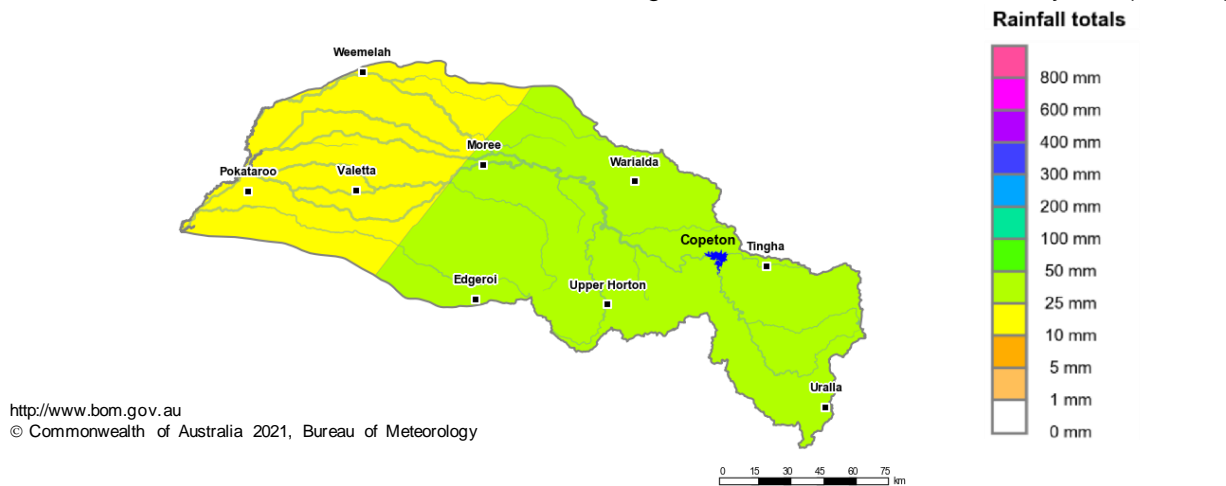 Rainfall totals
800 mm
600 mm
400 mm
300 mm
200 mm
100 mm
50 mm
25 mm
10 mm
5 mm
1 mm
0 mm
Weemelah
Moree
Warialda
Pokataroo
Valetta
Copeton
Tingha
Edgeroi
Upper Horton
Uralla
http://www.bom.gov.au
© Commonwealth of Australia 2021, Bureau of Meteorology
0 15 30 45 60 75
km